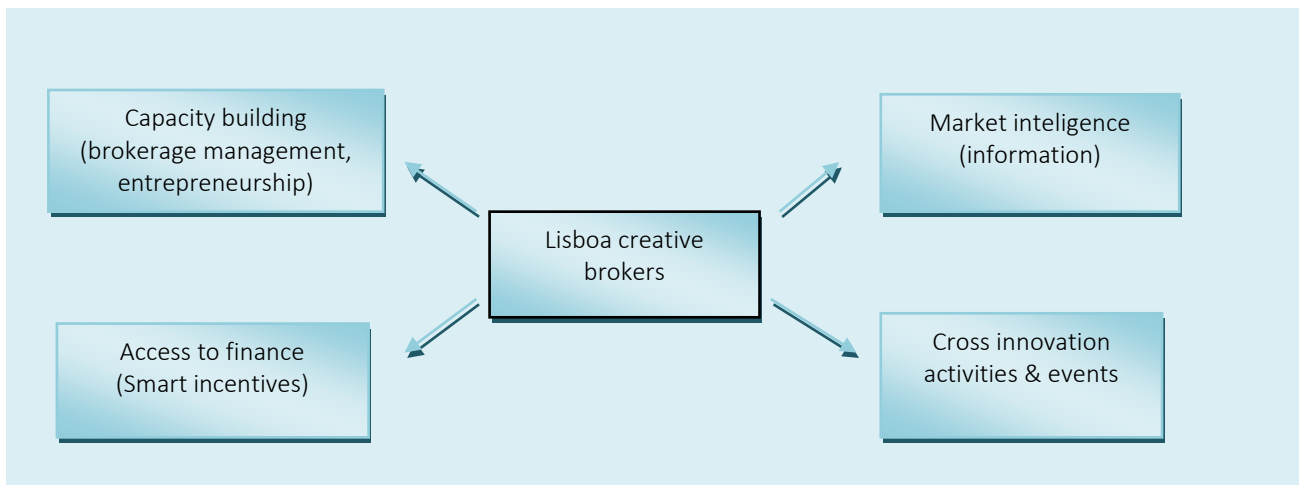 Capacity building
(brokerage management,
entrepreneurship)
Market inteligence
(information)
Lisboa creative
brokers
Access to finance
(Smart incentives)
Cross innovation
activities & events